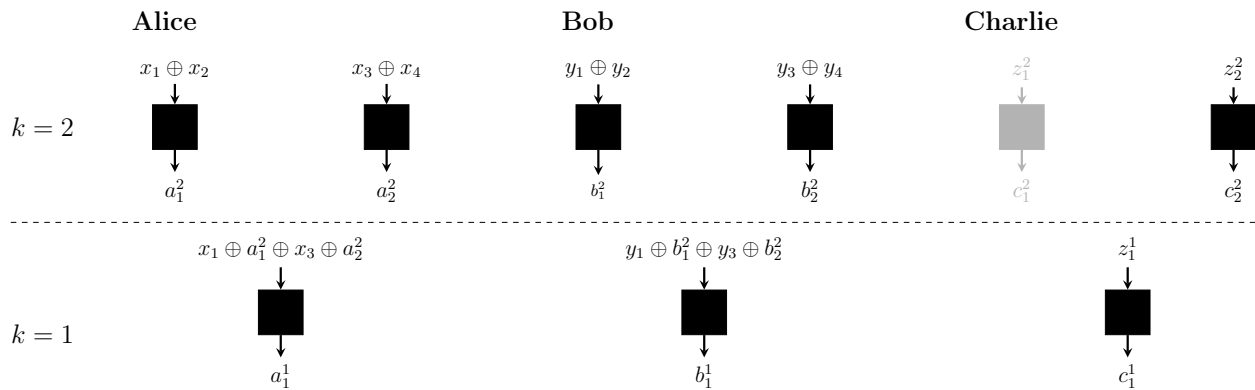 Alice Bob Charlie
x₁ ⊕ x₂ x₃ ⊕ x₄ y₁ ⊕ y₂ y₃ ⊕ y₄ z₁² z₂²
k = 2
a₁² a₂² b₁² b₂² c₁² c₂²
x₁ ⊕ a₁² ⊕ x₃ ⊕ a₂² y₁ ⊕ b₁² ⊕ y₃ ⊕ b₂² z₁¹
k = 1
a₁¹ b₁¹ c₁¹